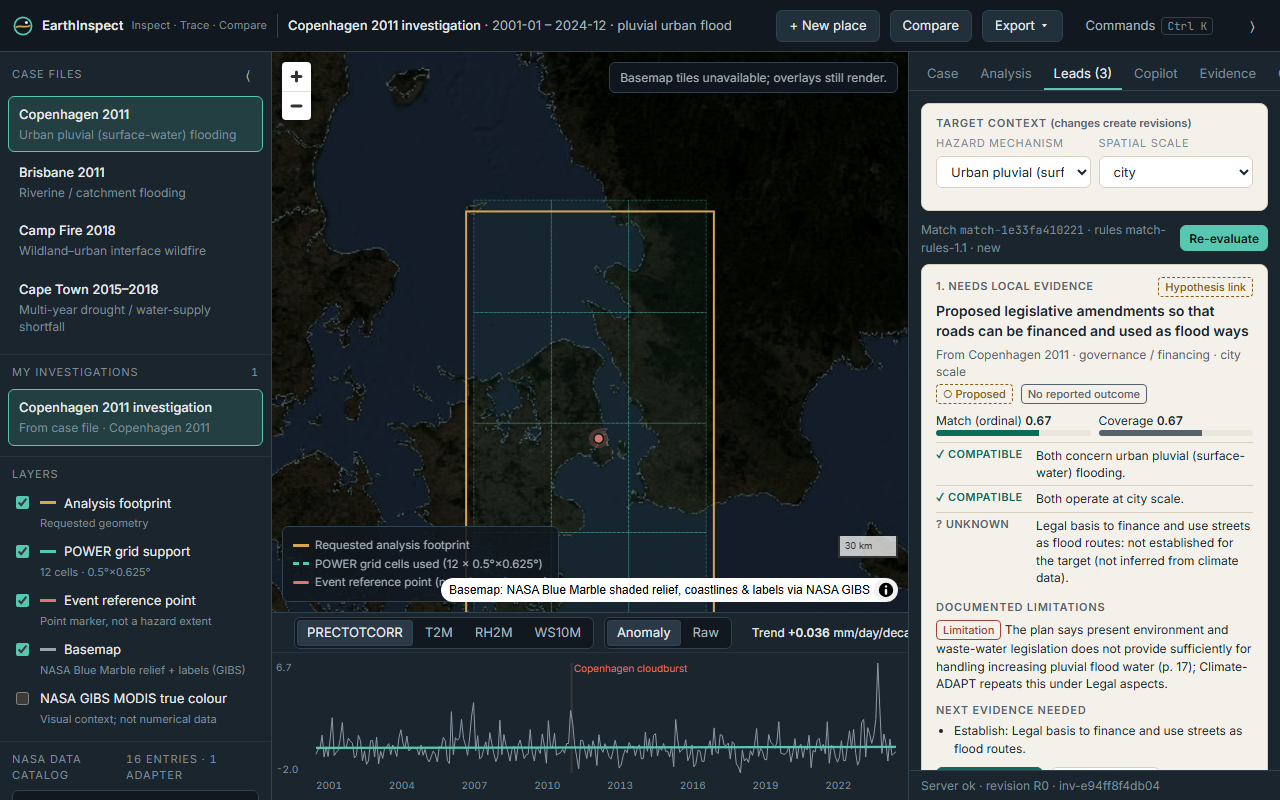 EarthInspect Inspect · Trace · Compare
Copenhagen 2011 investigation · 2001-01 – 2024-12 · pluvial urban flood
+ New place
Compare
Export
Commands Ctrl K
CASE FILES
Copenhagen 2011
Urban pluvial (surface-water) flooding
Brisbane 2011
Riverine / catchment flooding
Camp Fire 2018
Wildland–urban interface wildfire
Cape Town 2015–2018
Multi-year drought / water-supply
shortfall
MY INVESTIGATIONS 1
Copenhagen 2011 investigation
From case file · Copenhagen 2011
LAYERS
Analysis footprint
Requested geometry
POWER grid support
12 cells · 0.5°×0.625°
Event reference point
Point marker, not a hazard extent
Basemap
NASA Blue Marble relief + labels (GIBS)
NASA GIBS MODIS true colour
Visual context; not numerical data
NASA DATA
CATALOG
16 ENTRIES · 1
ADAPTER
+
−
Basemap tiles unavailable; overlays still render.
Requested analysis footprint
POWER grid cells used (12 × 0.5°×0.625°)
Event reference point
30 km
Basemap: NASA Blue Marble shaded relief, coastlines & labels via NASA GIBS
PRECTOTCORR T2M RH2M WS10M
Anomaly Raw
Trend +0.036 mm/day/deca
6.7
Copenhagen cloudburst
-2.0
2001 2004 2007 2010 2013 2016 2019 2022
Case Analysis Leads (3) Copilot Evidence
TARGET CONTEXT (changes create revisions)
HAZARD MECHANISM
Urban pluvial (surf
SPATIAL SCALE
city
Match match-1e33fa410221 · rules match-
rules-1.1 · new
Re-evaluate
1. NEEDS LOCAL EVIDENCE
Hypothesis link
Proposed legislative amendments so that
roads can be financed and used as flood ways
From Copenhagen 2011 · governance / financing · city
scale
Proposed
No reported outcome
Match (ordinal) 0.67
Coverage 0.67
✓ COMPATIBLE Both concern urban pluvial (surface-
water) flooding.
✓ COMPATIBLE Both operate at city scale.
? UNKNOWN Legal basis to finance and use streets
as flood routes: not established for
the target (not inferred from climate
data).
DOCUMENTED LIMITATIONS
Limitation The plan says present environment and
waste-water legislation does not provide sufficiently for
handling increasing pluvial flood water (p. 17); Climate-
ADAPT repeats this under Legal aspects.
NEXT EVIDENCE NEEDED
• Establish: Legal basis to finance and use streets as
flood routes.
Server ok · revision R0 · inv-e94ff8f4db04